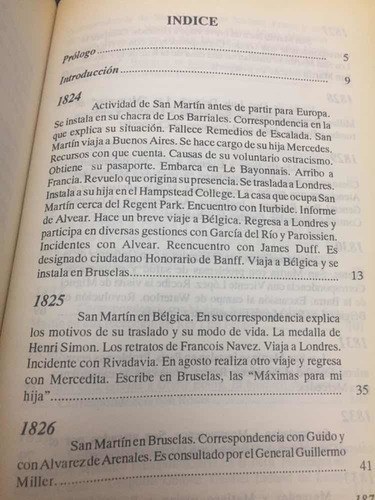 INDICE
Prólogo ..... 5
Introducción ..... 9
1824
Actividad de San Martín antes de partir para Europa.
Se instala en su chacra de Los Barriales. Correspondencia en la
que explica su situación. Fallece Remedios de Escalada. San
Martín viaja a Buenos Aires. Se hace cargo de su hija Mercedes.
Recursos con que cuenta. Causas de su voluntario ostracismo.
Obtiene su pasaporte. Embarca en Le Bayonnais. Arribo a
Francia. Revuelo que origina su presencia. Se traslada a Londres.
Instala a su hija en el Hampstead College. La casa que ocupa San
Martín cerca del Regent Park. Encuentro con Iturbide. Informe
de Alvear. Hace un breve viaje a Bélgica. Regresa a Londres y
participa en diversas gestiones con García del Río y Paroissien.
Incidentes con Alvear. Reencuentro con James Duff. Es
designado ciudadano Honorario de Banff. Viaja a Bélgica y se
instala en Bruselas ..... 13
1825
San Martín en Bélgica. En su correspondencia explica
los motivos de su traslado y su modo de vida. La medalla de
Henri Simon. Los retratos de Francois Navez. Viaja a Londres.
Incidente con Rivadavia. En agosto realiza otro viaje y regresa
con Mercedita. Escribe en Bruselas, las “Máximas para mi
hija” ..... 35
1826
San Martín en Bruselas. Correspondencia con Guido y
con Alvarez de Arenales. Es consultado por el General Guillermo
Miller ..... 41